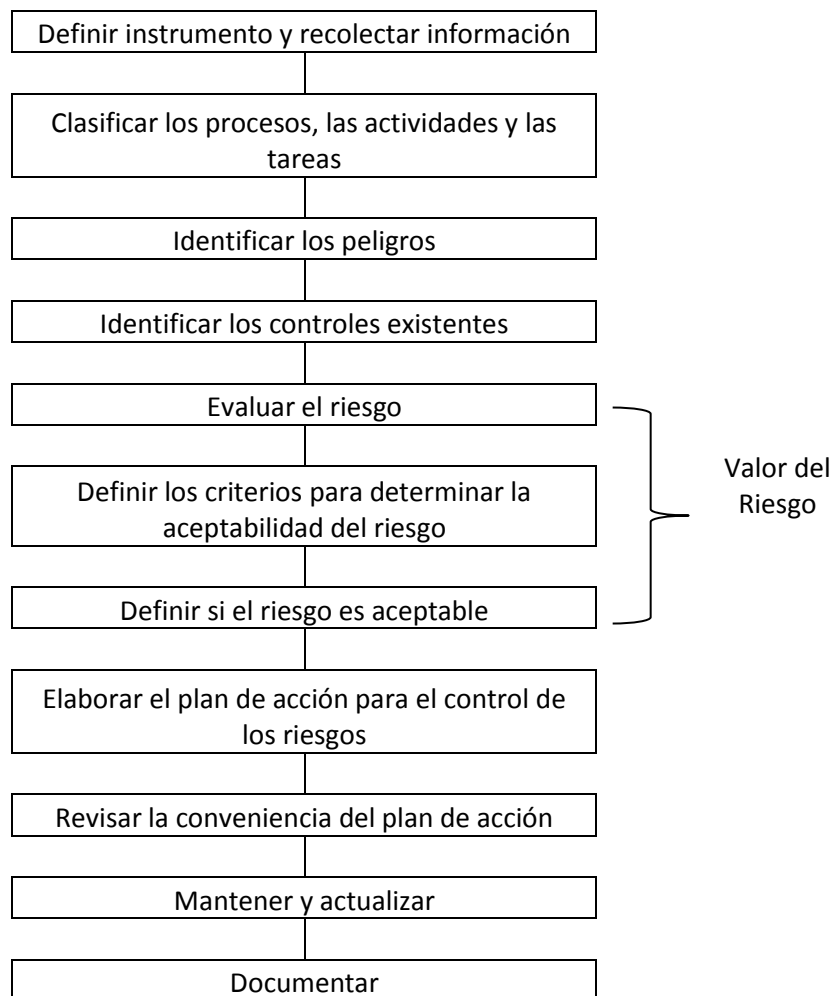 Definir instrumento y recolectar información
Clasificar los procesos, las actividades y las
tareas
Identificar los peligros
Identificar los controles existentes
Evaluar el riesgo
Definir los criterios para determinar la
aceptabilidad del riesgo
Definir si el riesgo es aceptable
Valor del
Riesgo
Elaborar el plan de acción para el control de
los riesgos
Revisar la conveniencia del plan de acción
Mantener y actualizar
Documentar